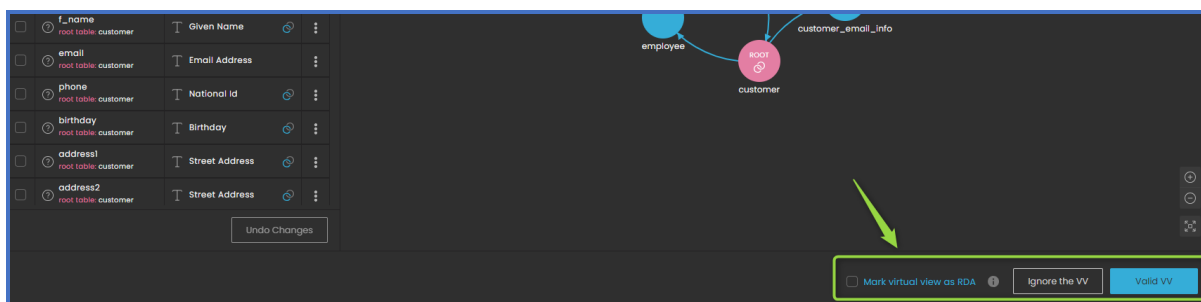 f_name
root table: customer
Given Name
email
root table: customer
Email Address
phone
root table: customer
National Id
birthday
root table: customer
Birthday
address1
root table: customer
Street Address
address2
root table: customer
Street Address
Undo Changes
employee
customer_email_info
ROOT
customer
Mark virtual view as RDA
Ignore the VV
Valid VV